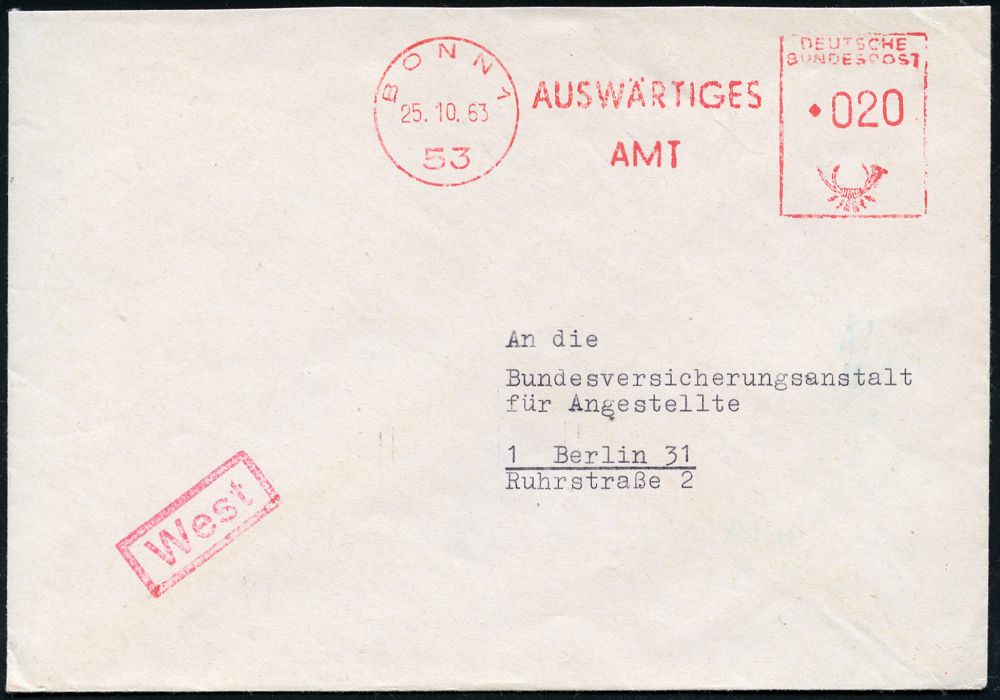 BONN 1
25. 10. 63
53
AUSWÄRTIGES
AMT
DEUTSCHE
BUNDESPOST
020
An die
Bundesversicherungsanstalt
für Angestellte
1 Berlin 31
Ruhrstraße 2
West